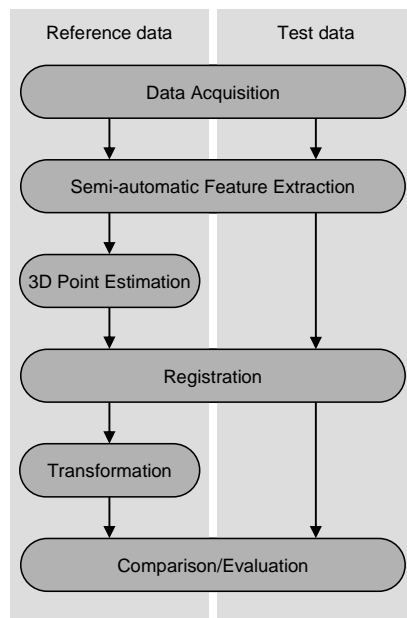 Reference data
Test data
Data Acquisition
Semi-automatic Feature Extraction
3D Point Estimation
Registration
Transformation
Comparison/Evaluation